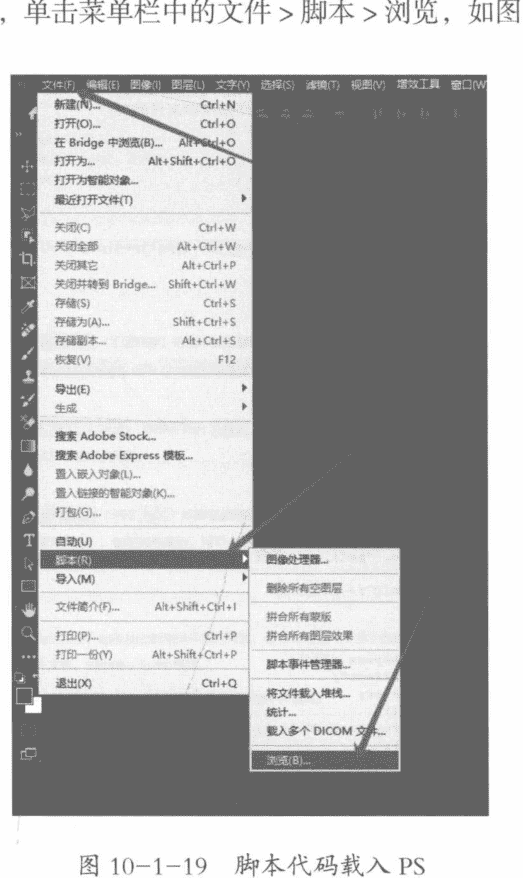 ，单击菜单栏中的文件 > 脚本 > 浏览，如图
文件(F) 编辑(E) 图像(I) 图层(L) 文字(Y) 选择(S) 滤镜(T) 视图(V) 增效工具 窗口(W
新建(N)... Ctrl+N
打开(O)... Ctrl+O
在 Bridge 中浏览(B)... Alt+Ctrl+O
打开为... Alt+Shift+Ctrl+O
打开为智能对象...
最近打开文件(T)
关闭(C) Ctrl+W
关闭全部 Alt+Ctrl+W
关闭其它 Alt+Ctrl+P
关闭并转到 Bridge... Shift+Ctrl+W
存储(S) Ctrl+S
存储为(A)... Shift+Ctrl+S
存储副本... Alt+Ctrl+S
恢复(V) F12
导出(E)
生成
搜索 Adobe Stock...
搜索 Adobe Express 模板...
置入嵌入对象(L)...
置入链接的智能对象(K)...
打包(G)...
自动(U)
脚本(R)
导入(M)
文件简介(F)... Alt+Shift+Ctrl+I
打印(P)... Ctrl+P
打印一份(Y) Alt+Shift+Ctrl+P
退出(X) Ctrl+Q
图像处理器...
删除所有空图层
拼合所有蒙版
拼合所有图层效果
脚本事件管理器...
将文件载入堆栈...
统计...
载入多个 DICOM 文件...
浏览(B)...
图 10-1-19 脚本代码载入 PS